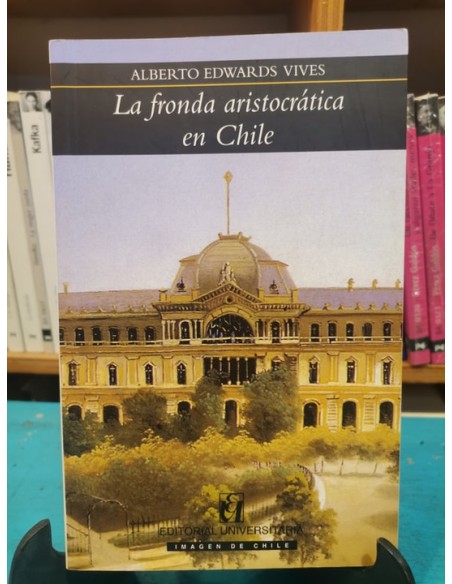 ALBERTO EDWARDS VIVES
La fronda aristocrática
en Chile
EDITORIAL UNIVERSITARIA
IMAGEN DE CHILE
Kafka